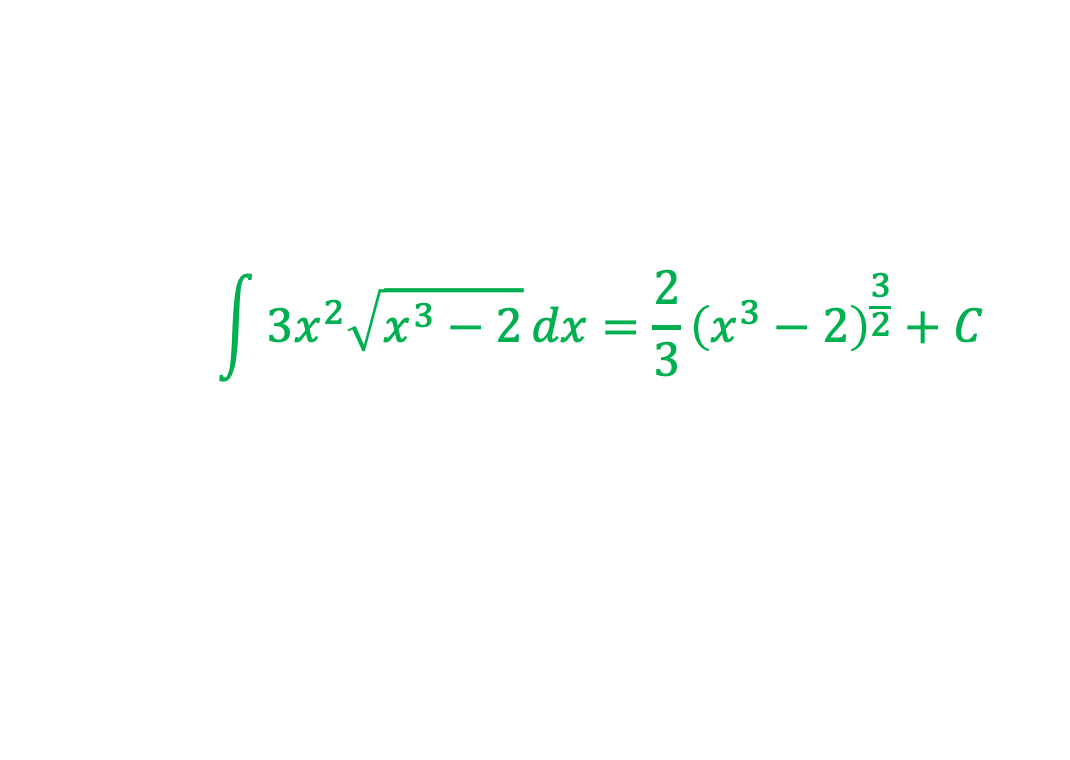 ∫ 3x²√(x³ − 2) dx = 2/3 (x³ − 2)^(3/2) + C